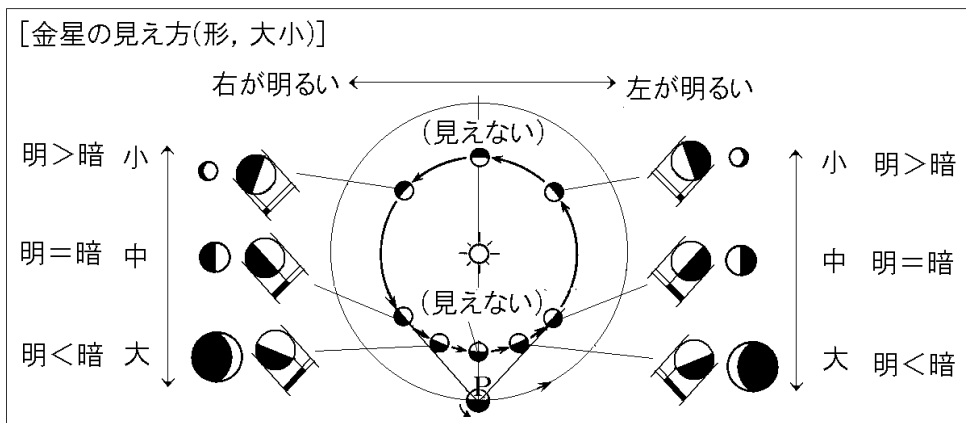 [金星の見え方(形, 大小)]
右が明るい
左が明るい
(見えない)
明>暗 小
小 明>暗
明=暗 中
中 明=暗
(見えない)
明<暗 大
大 明<暗
P